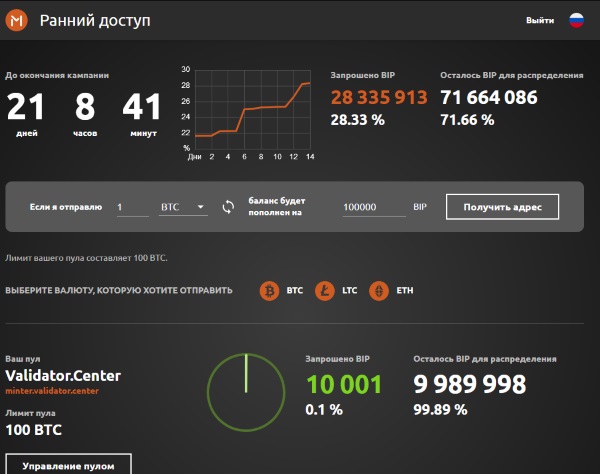 Ранний доступ
Выйти
До окончания кампании
21 8 41
дней часов минут
30
28
26
24
22
%
Дни 2 4 6 8 10 12 14
Запрошено BIP
28 335 913
28.33 %
Осталось BIP для распределения
71 664 086
71.66 %
Если я отправлю 1 BTC
баланс будет
пополнен на
100000 BIP
Получить адрес
Лимит вашего пула составляет 100 BTC.
ВЫБЕРИТЕ ВАЛЮТУ, КОТОРУЮ ХОТИТЕ ОТПРАВИТЬ
BTC LTC ETH
Ваш пул
Validator.Center
minter.validator.center
Лимит пула
100 BTC
Управление пулом
Запрошено BIP
10 001
0.1 %
Осталось BIP для распределения
9 989 998
99.89 %